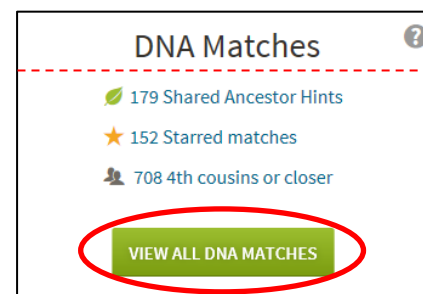 DNA Matches
?
179 Shared Ancestor Hints
152 Starred matches
708 4th cousins or closer
VIEW ALL DNA MATCHES